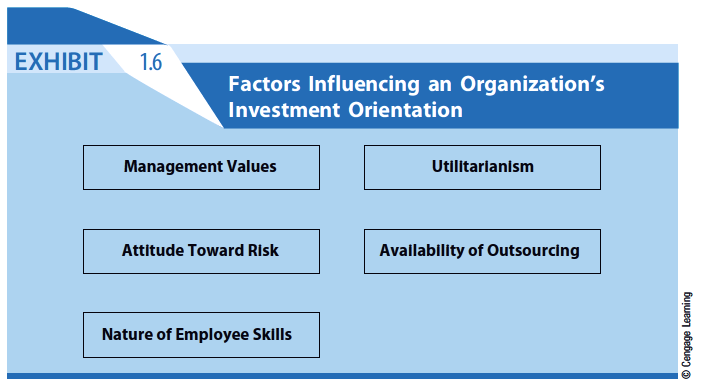 EXHIBIT 1.6
Factors Influencing an Organization's
Investment Orientation
Management Values
Utilitarianism
Attitude Toward Risk
Availability of Outsourcing
Nature of Employee Skills
© Cengage Learning